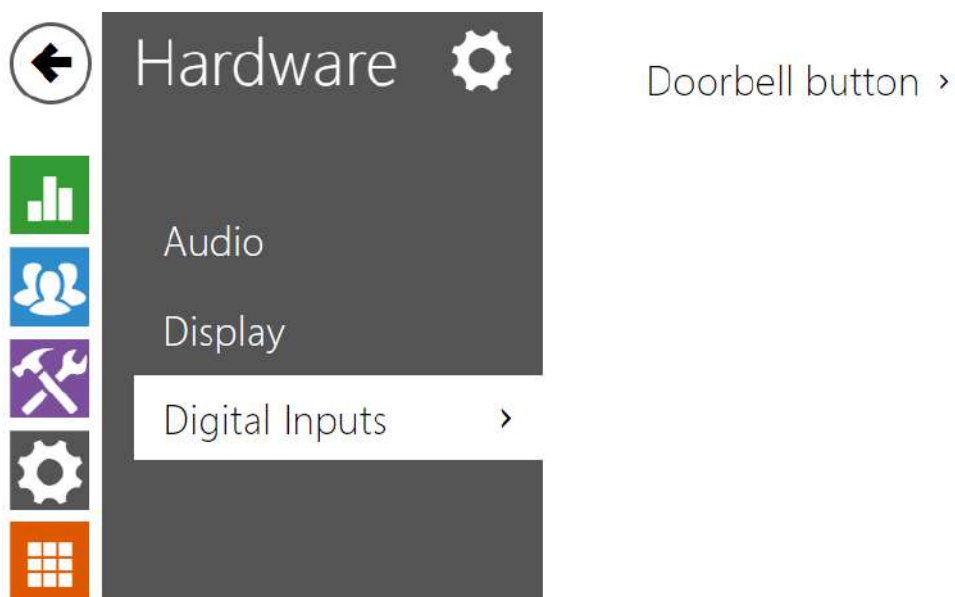 Hardware
Doorbell button ›
Audio
Display
Digital Inputs ›